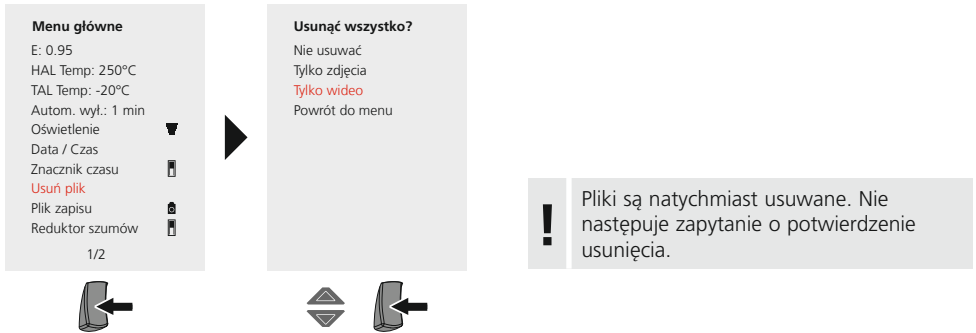 Menu główne
E: 0.95
HAL Temp: 250°C
TAL Temp: -20°C
Autom. wył.: 1 min
Oświetlenie
Data / Czas
Znacznik czasu
Usuń plik
Plik zapisu
Reduktor szumów
1/2
Usunąć wszystko?
Nie usuwać
Tylko zdjęcia
Tylko wideo
Powrót do menu
!
Pliki są natychmiast usuwane. Nie
następuje zapytanie o potwierdzenie
usunięcia.